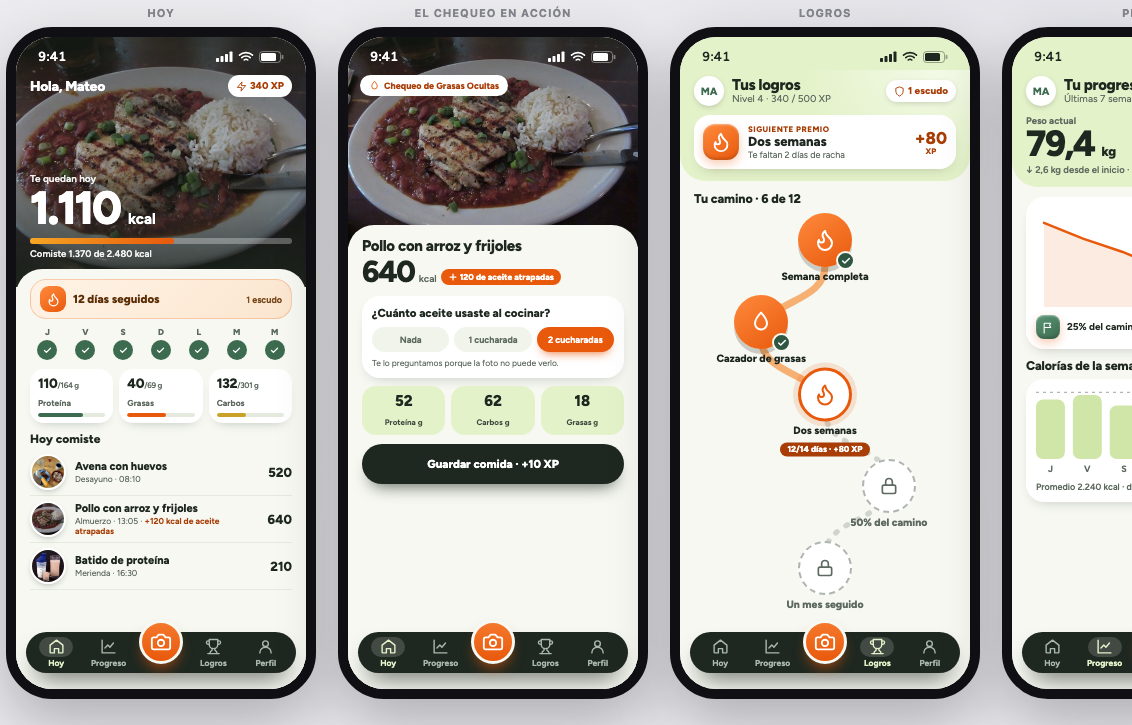 HOY
9:41
Hola, Mateo
340 XP
Te quedan hoy
1.110 kcal
Comiste 1.370 de 2.480 kcal
12 días seguidos
1 escudo
J V S D L M M
110/164 g
Proteína
40/69 g
Grasas
132/301 g
Carbos
Hoy comiste
Avena con huevos
Desayuno · 08:10
520
Pollo con arroz y frijoles
Almuerzo · 13:05 · +120 kcal de aceite
atrapadas
640
Batido de proteína
Merienda · 16:30
210
Hoy Progreso Logros Perfil
EL CHEQUEO EN ACCIÓN
9:41
Chequeo de Grasas Ocultas
Pollo con arroz y frijoles
640 kcal + 120 de aceite atrapadas
¿Cuánto aceite usaste al cocinar?
Nada 1 cucharada 2 cucharadas
Te lo preguntamos porque la foto no puede verlo.
52
Proteína g
62
Carbos g
18
Grasas g
Guardar comida · +10 XP
Hoy Progreso Logros Perfil
LOGROS
9:41
MA
Tus logros
Nivel 4 · 340 / 500 XP
1 escudo
SIGUIENTE PREMIO
Dos semanas
Te faltan 2 días de racha
+80
XP
Tu camino · 6 de 12
Semana completa
Cazador de grasas
Dos semanas
12/14 días · +80 XP
50% del camino
Un mes seguido
Hoy Progreso Logros Perfil
9:41
MA
Tu progres
Últimas 7 sema
Peso actual
79,4 kg
↓ 2,6 kg desde el inicio ·
25% del camin
Calorías de la sema
J V S
Promedio 2.240 kcal · d
Hoy Progreso